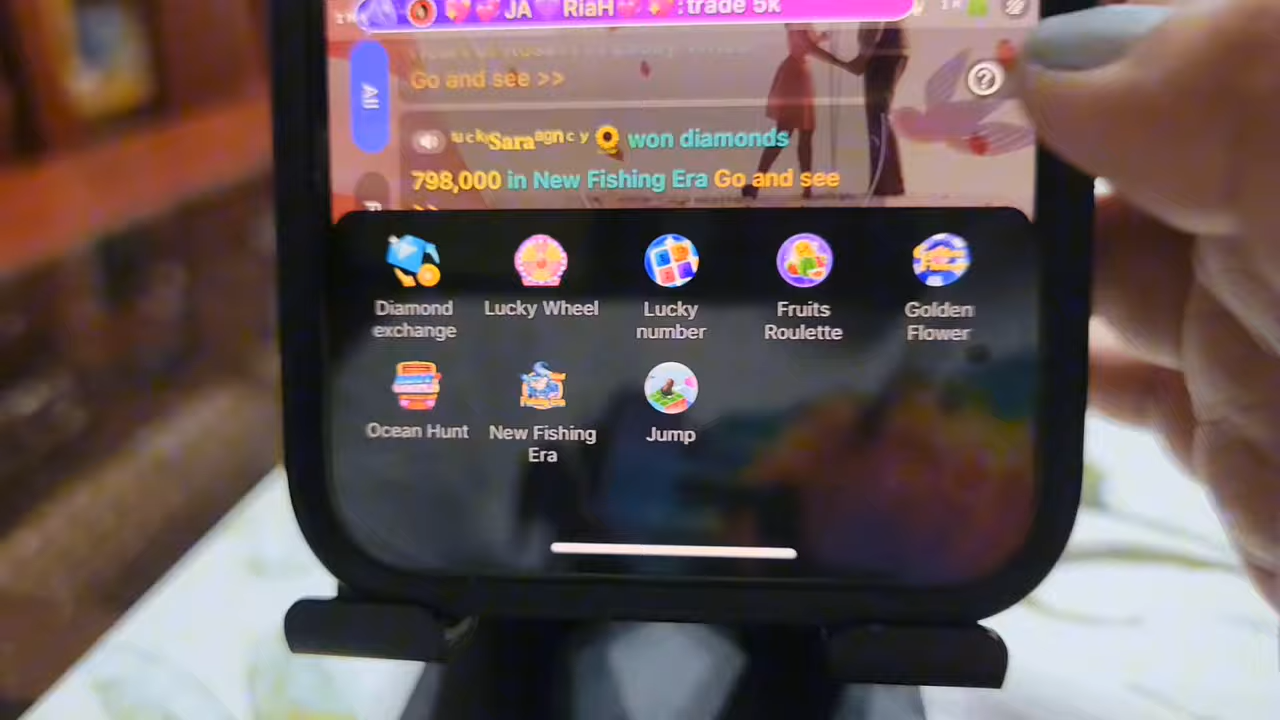 JA RiaH :trade 5k
Go and see >>
All
ᵗᵘᶜᵏʸSaraᵃᵍⁿᶜʸ🌻 won diamonds
798,000 in New Fishing Era Go and see
>>
Diamond exchange
Lucky Wheel
Lucky number
Fruits Roulette
Golden Flower
Ocean Hunt
New Fishing Era
Jump